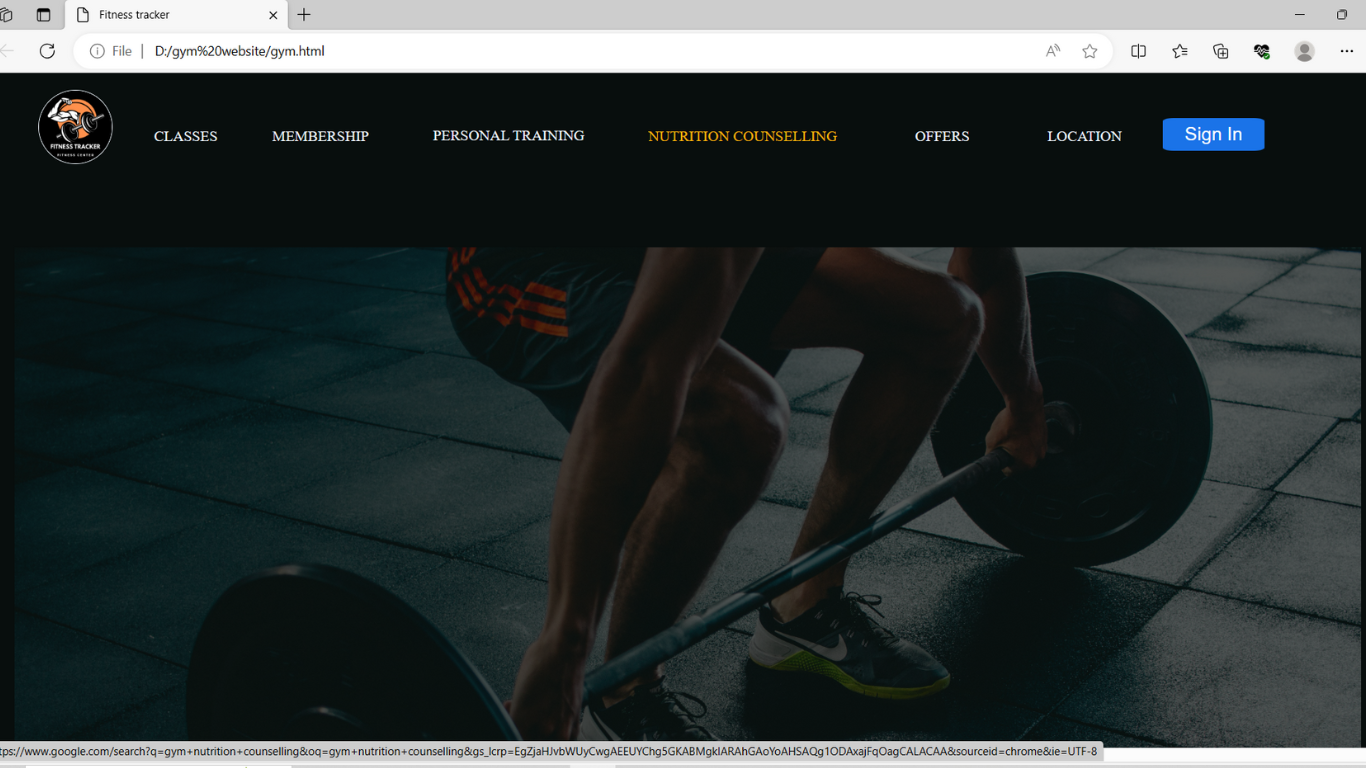 Fitness tracker
File
D:/gym%20website/gym.html
FITNESS TRACKER
FITNESS CENTER
CLASSES MEMBERSHIP PERSONAL TRAINING NUTRITION COUNSELLING OFFERS LOCATION Sign In
tps://www.google.com/search?q=gym+nutrition+counselling&oq=gym+nutrition+counselling&gs_lcrp=EgZjaHJvbWUyCwgAEEUYChg5GKABMgkIARAhGAoYoAHSAQg1ODAxajFqOagCALACAA&sourceid=chrome&ie=UTF-8